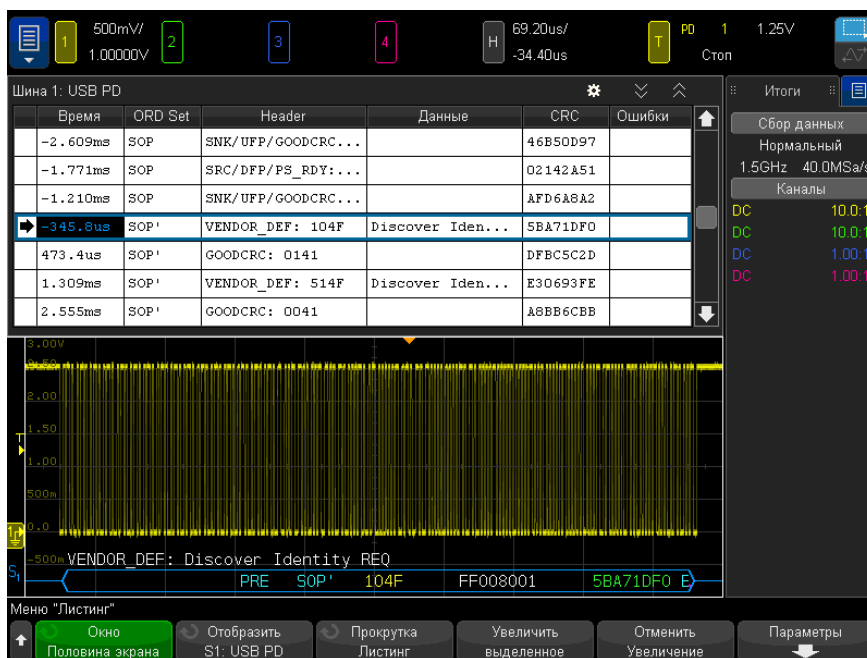 1 500mV/ 1.00000V 2 3 4 H 69.20us/ -34.40us T PD 1 1.25V Стоп
Шина 1: USB PD
Время ORD Set Header Данные CRC Ошибки
-2.609ms SOP SNK/UFP/GOODCRC... 46B50D97
-1.771ms SOP SRC/DFP/PS_RDY:... 02142A51
-1.210ms SOP SNK/UFP/GOODCRC... AFD6A8A2
-345.8us SOP' VENDOR_DEF: 104F Discover Iden... 5BA71DF0
473.4us SOP' GOODCRC: 0141 DFBC5C2D
1.309ms SOP' VENDOR_DEF: 514F Discover Iden... E30693FE
2.555ms SOP' GOODCRC: 0041 A8BB6CBB
Итоги
Сбор данных
Нормальный
1.5GHz 40.0MSa/s
Каналы
DC 10.0:1
DC 10.0:1
DC 1.00:1
DC 1.00:1
3.00V
2.50
2.00
1.50
T
1.00
500m
0.0
-500m
VENDOR_DEF: Discover Identity REQ
S1 PRE SOP' 104F FF008001 5BA71DF0 E
Меню "Листинг"
Окно
Половина экрана
Отобразить
S1: USB PD
Прокрутка
Листинг
Увеличить
выделенное
Отменить
Увеличение
Параметры